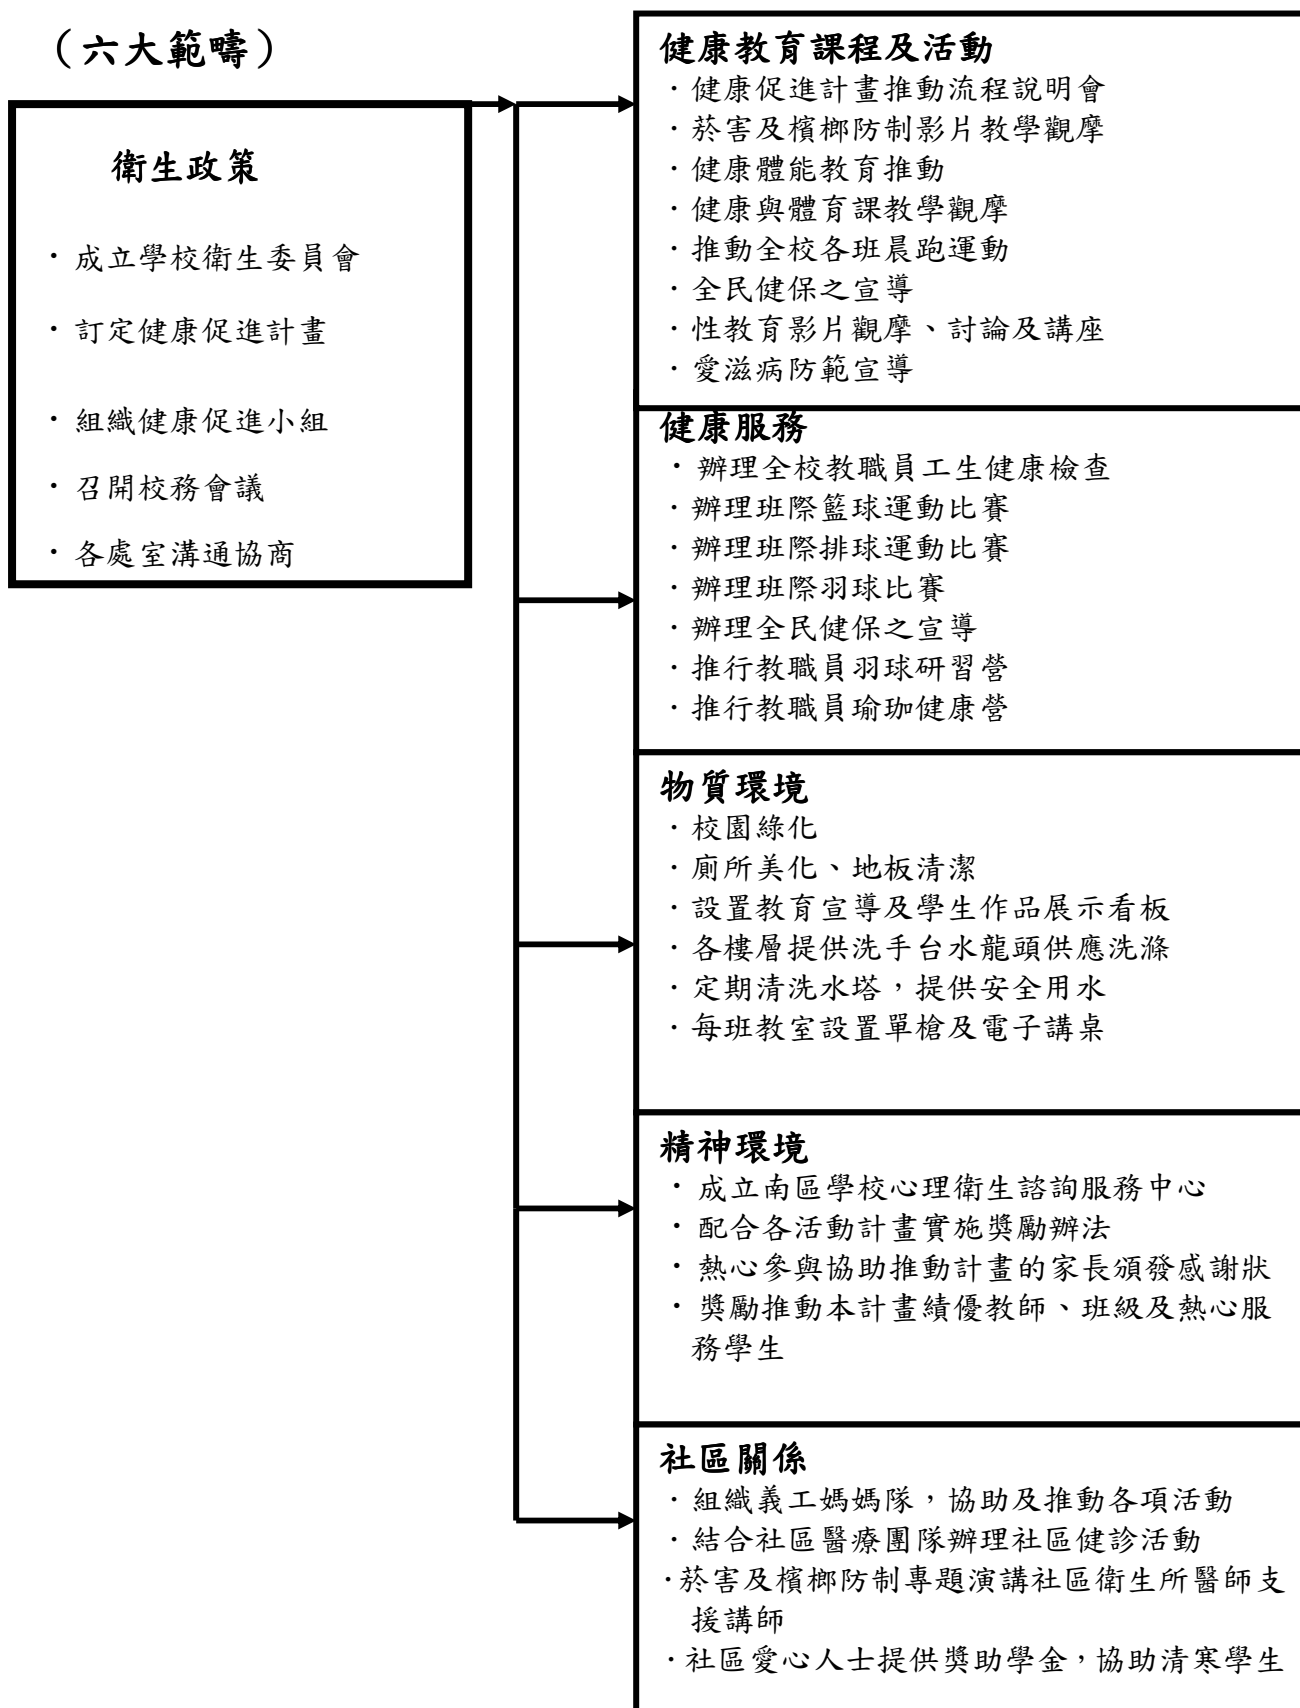 （六大範疇）
衛生政策
．成立學校衛生委員會
．訂定健康促進計畫
．組織健康促進小組
．召開校務會議
．各處室溝通協商
健康教育課程及活動
．健康促進計畫推動流程說明會
．菸害及檳榔防制影片教學觀摩
．健康體能教育推動
．健康與體育課教學觀摩
．推動全校各班晨跑運動
．全民健保之宣導
．性教育影片觀摩、討論及講座
．愛滋病防範宣導
健康服務
．辦理全校教職員工生健康檢查
．辦理班際籃球運動比賽
．辦理班際排球運動比賽
．辦理班際羽球比賽
．辦理全民健保之宣導
．推行教職員羽球研習營
．推行教職員瑜珈健康營
物質環境
．校園綠化
．廁所美化、地板清潔
．設置教育宣導及學生作品展示看板
．各樓層提供洗手台水龍頭供應洗滌
．定期清洗水塔，提供安全用水
．每班教室設置單槍及電子講桌
精神環境
．成立南區學校心理衛生諮詢服務中心
．配合各活動計畫實施獎勵辦法
．熱心參與協助推動計畫的家長頒發感謝狀
．獎勵推動本計畫績優教師、班級及熱心服
務學生
社區關係
．組織義工媽媽隊，協助及推動各項活動
．結合社區醫療團隊辦理社區健診活動
．菸害及檳榔防制專題演講社區衛生所醫師支
援講師
．社區愛心人士提供獎助學金，協助清寒學生